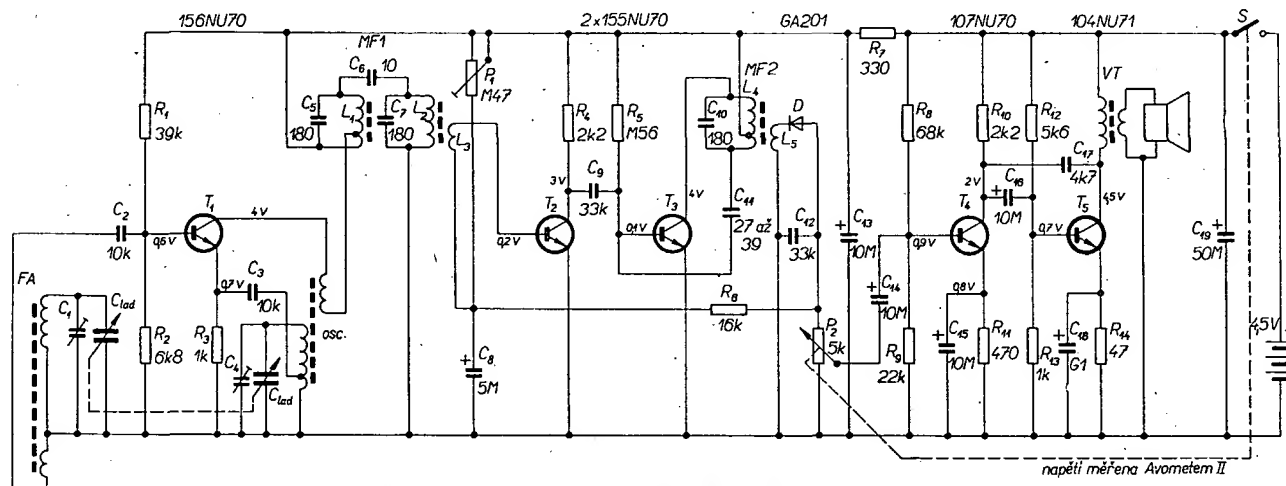 156NU70
2x155NU70
GA201
107NU70
104NU71
S
MF1
C6 10
R7
330
MF2
VT
R1
39k
C5
180
L1
C7
180
L2
L3
P1
M47
R4
2k2
R5
M56
C10
180
L4
D
L5
R8
68k
R10
2k2
R12
5k6
C17
4k7
C9
33k
3V
2V
C16
10M
C2
10k
T1
4V
0,6V
T2
0,2V
T3
4V
0,1V
C11
27 až
39
C12
33k
C13
10M
T4
0,9V
T5
0,7V
4,5V
C19
50M
FA
C1
Clad
0,7V
C3
10k
osc.
R2
6k8
R3
1k
C4
Clad
C8
5M
R6
16k
P2
5k
C14
10M
R9
22k
0,8V
C15
10M
R11
470
R13
1k
C18
G1
R14
47
4,5V
napětí měřena Avometem II